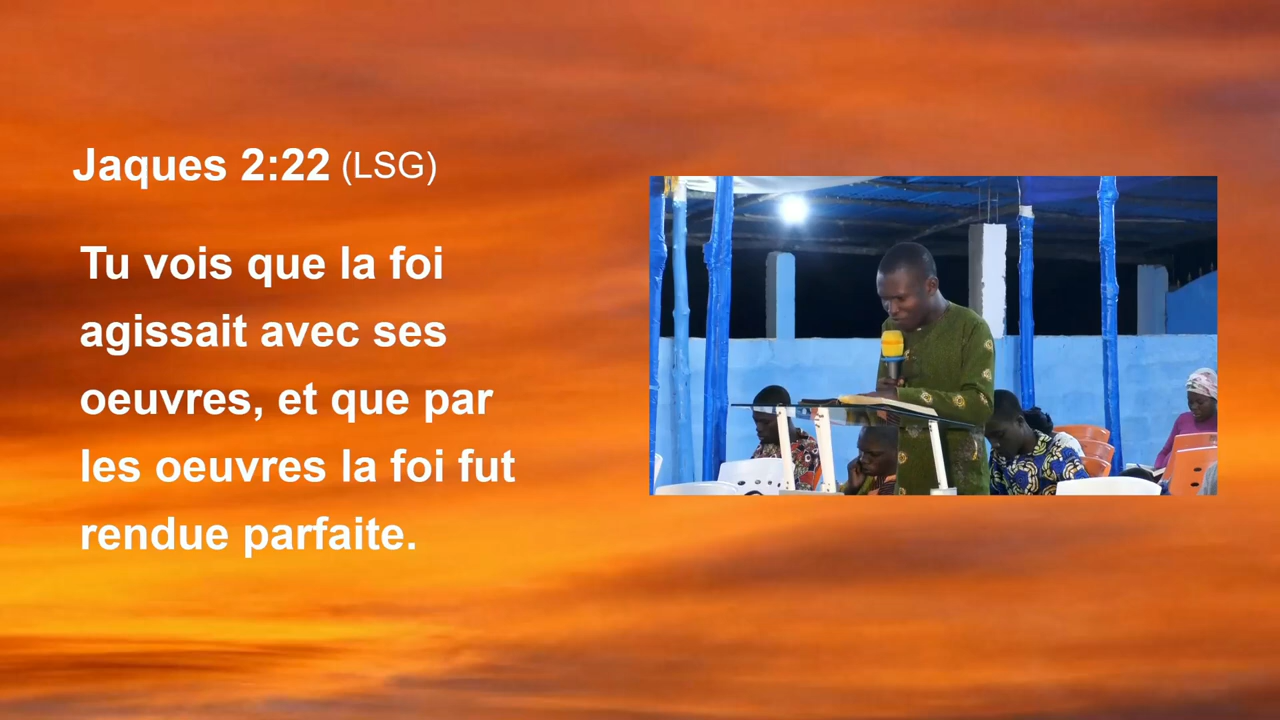 Jaques 2:22 (LSG)
Tu vois que la foi
agissait avec ses
oeuvres, et que par
les oeuvres la foi fut
rendue parfaite.